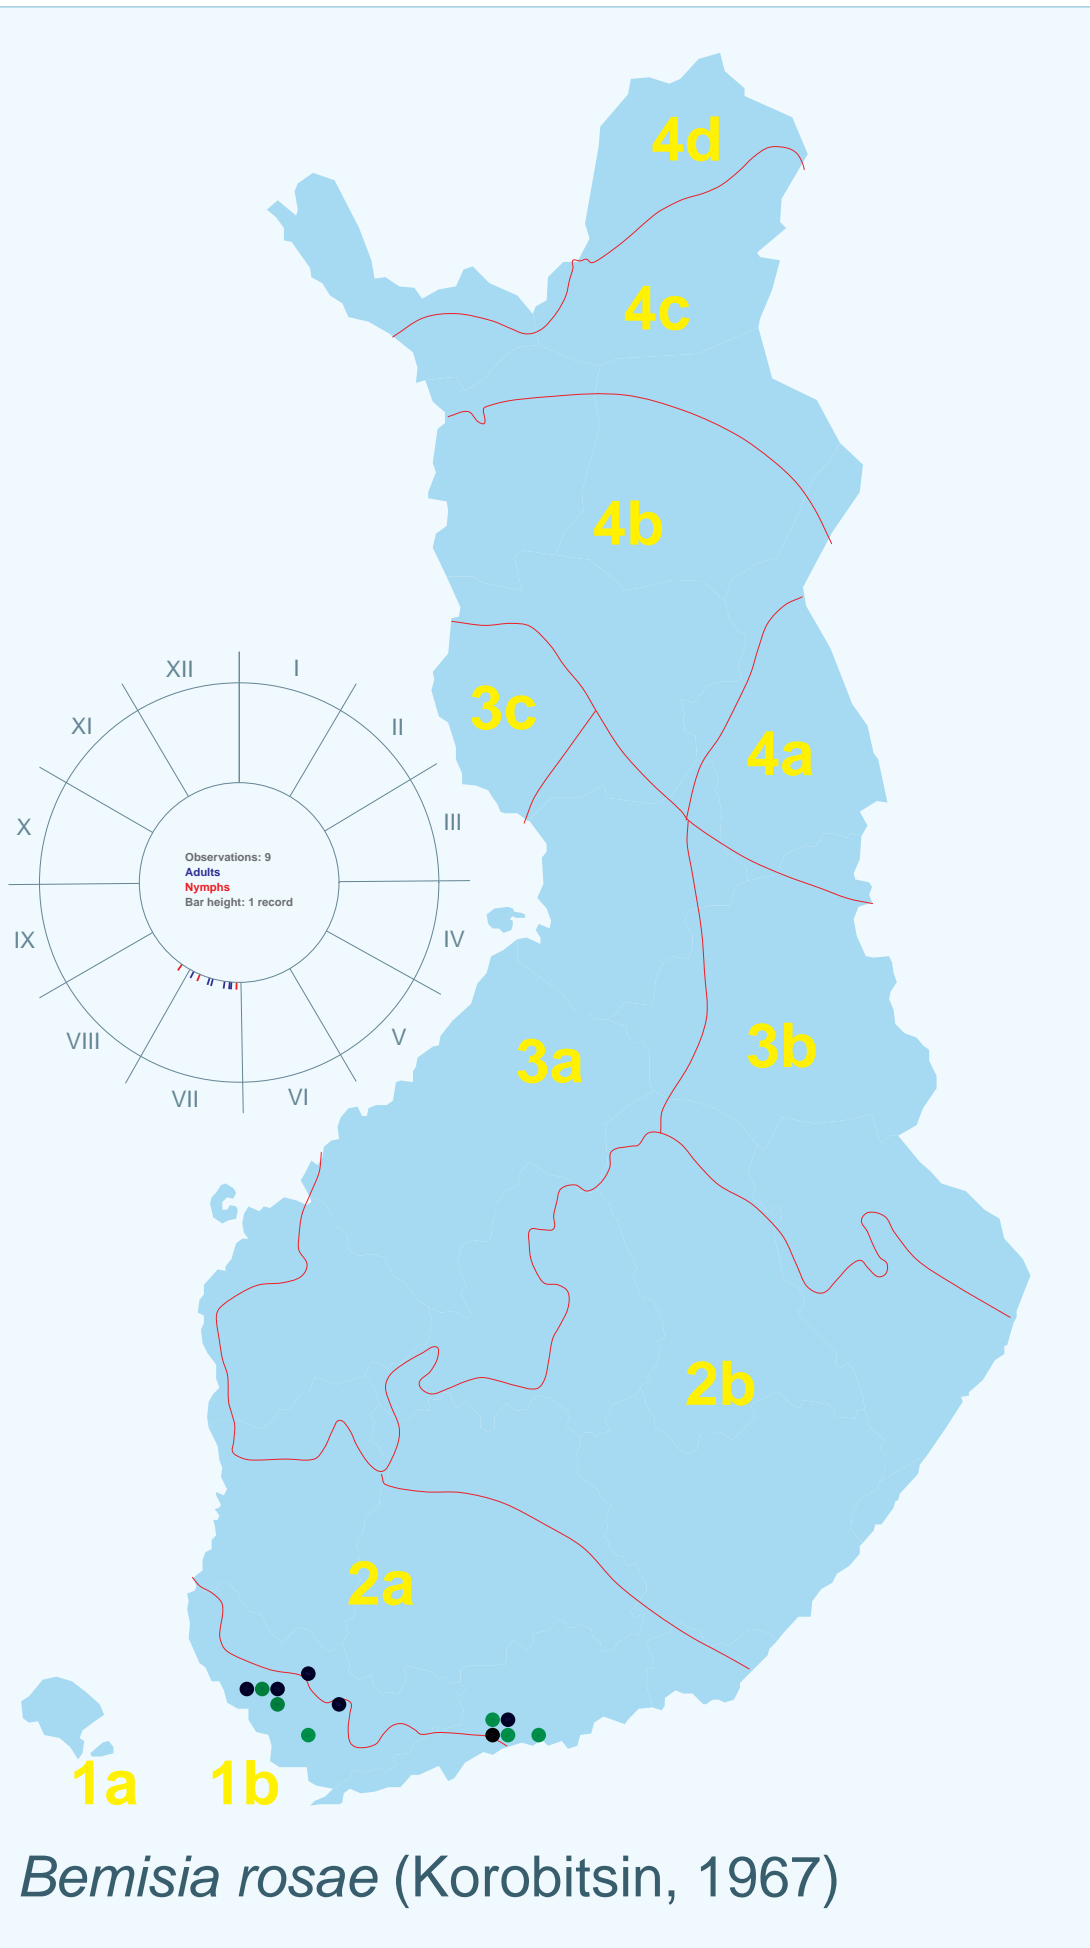 4d
4c
4b
XII
I
3c
XI
II
4a
X
III
Observations: 9
Adults
Nymphs
Bar height: 1 record
IX
IV
VIII
V
3a
3b
VII
VI
2b
2a
1a
1b
Bemisia rosae (Korobitsin, 1967)